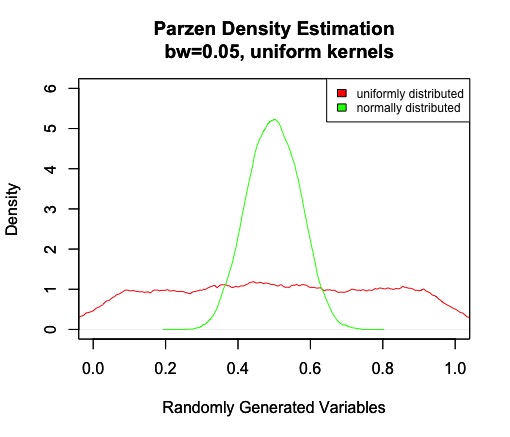 Parzen Density Estimation
bw=0.05, uniform kernels
uniformly distributed
normally distributed
Density
6
5
4
3
2
1
0
0.0 0.2 0.4 0.6 0.8 1.0
Randomly Generated Variables